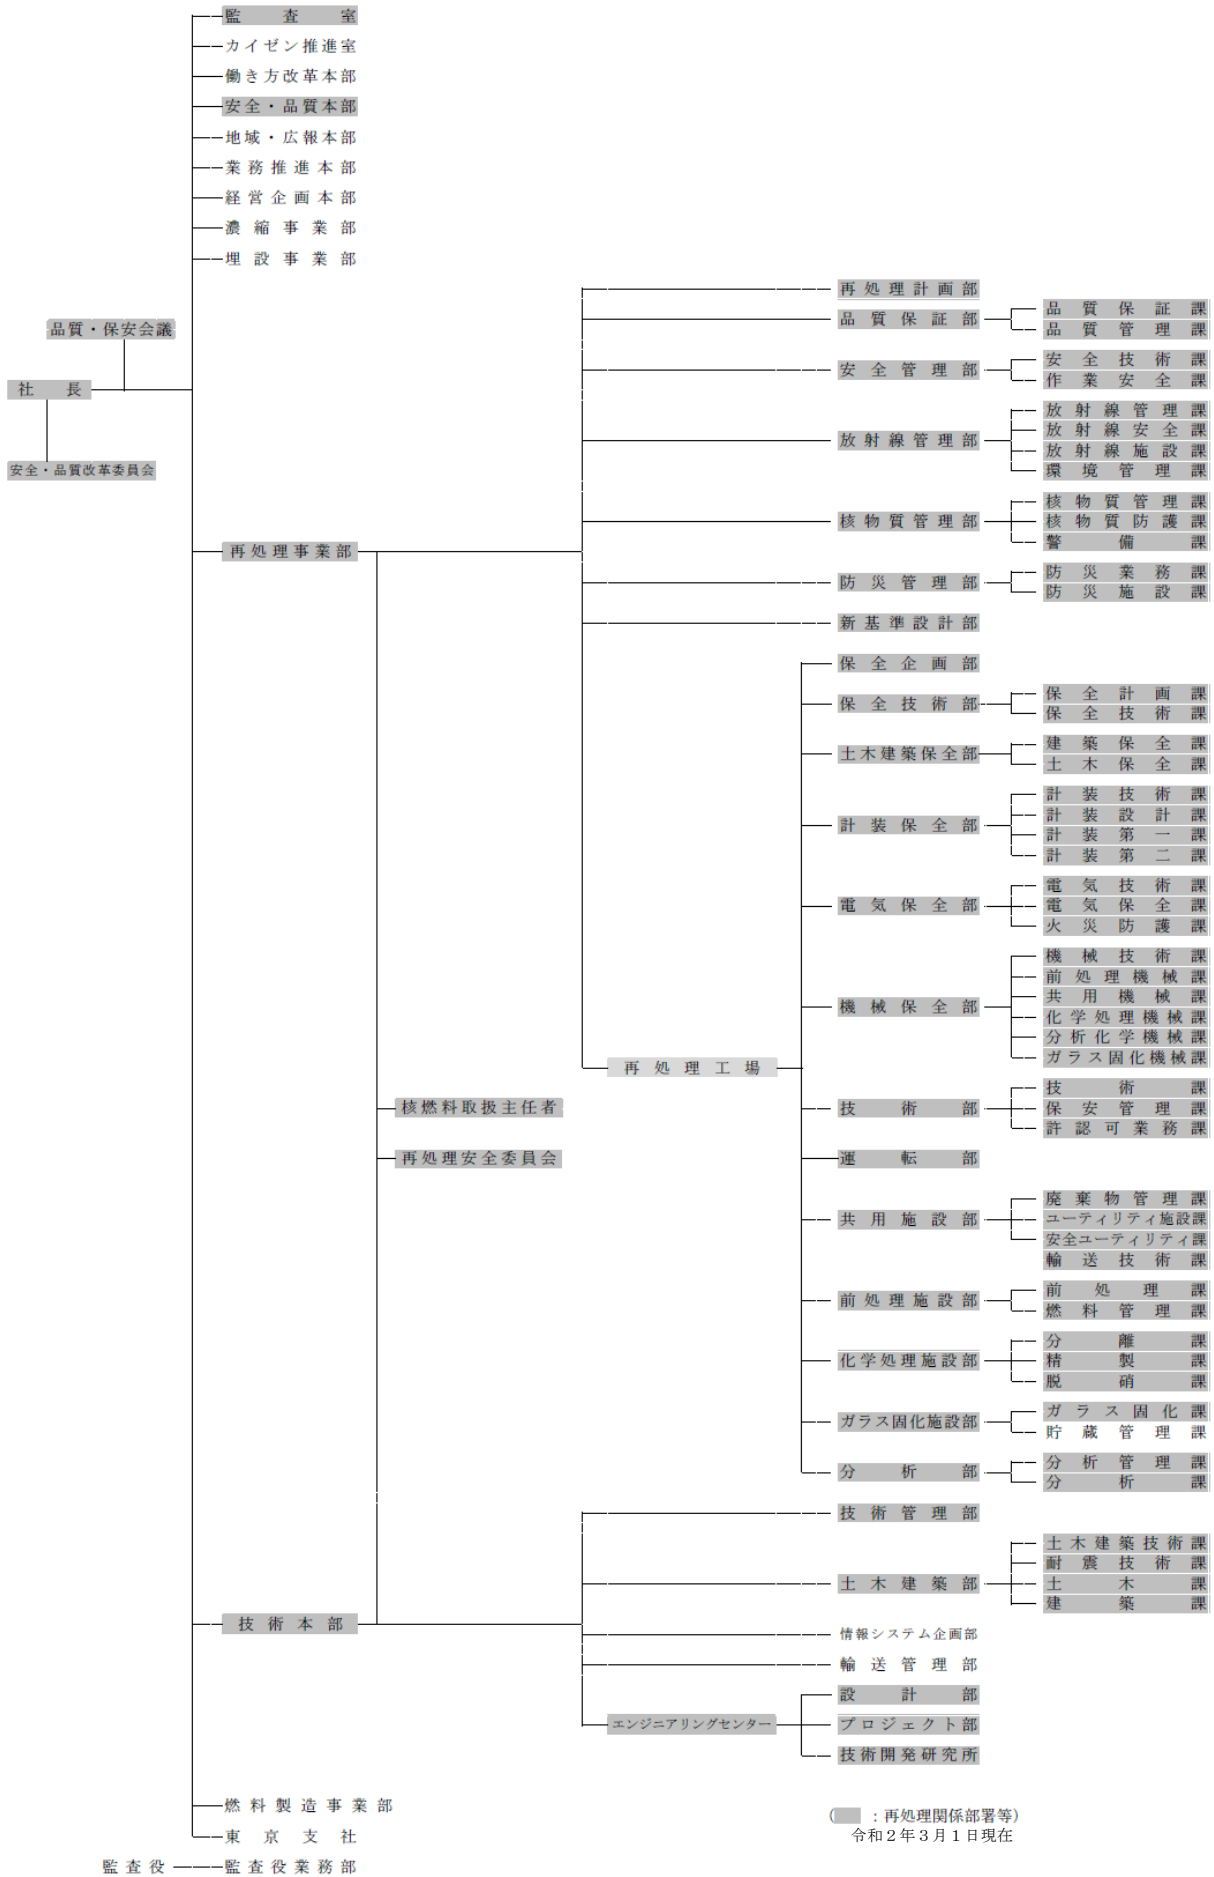 監査室
カイゼン推進室
働き方改革本部
安全・品質本部
地域・広報本部
業務推進本部
経営企画本部
濃縮事業部
埋設事業部
品質・保安会議
社長
安全・品質改革委員会
再処理事業部
再処理計画部
品質保証部
品質保証課
品質管理課
安全管理部
安全技術課
作業安全課
放射線管理部
放射線管理課
放射線安全課
放射線施設課
環境管理課
核物質管理部
核物質管理課
核物質防護課
警備課
防災管理部
防災業務課
防災施設課
新基準設計部
再処理工場
保全企画部
保全技術部
保全計画課
保全技術課
土木建築保全部
建築保全課
土木保全課
計装保全部
計装技術課
計装設計課
計装第一課
計装第二課
電気保全部
電気技術課
電気保全課
火災防護課
機械保全部
機械技術課
前処理機械課
共用機械課
化学処理機械課
分析化学機械課
ガラス固化機械課
技術部
技術課
保安管理課
許認可業務課
運転部
共用施設部
廃棄物管理課
ユーティリティ施設課
安全ユーティリティ課
輸送技術課
前処理施設部
前処理課
燃料管理課
化学処理施設部
分離課
精製課
脱硝課
ガラス固化施設部
ガラス固化課
貯蔵管理課
分析部
分析管理課
分析課
核燃料取扱主任者
再処理安全委員会
技術本部
技術管理部
土木建築部
土木建築技術課
耐震技術課
土木課
建築課
情報システム企画部
輸送管理部
エンジニアリングセンター
設計部
プロジェクト部
技術開発研究所
燃料製造事業部
東京支社
監査役
監査役業務部
(　：再処理関係部署等)
令和２年３月１日現在